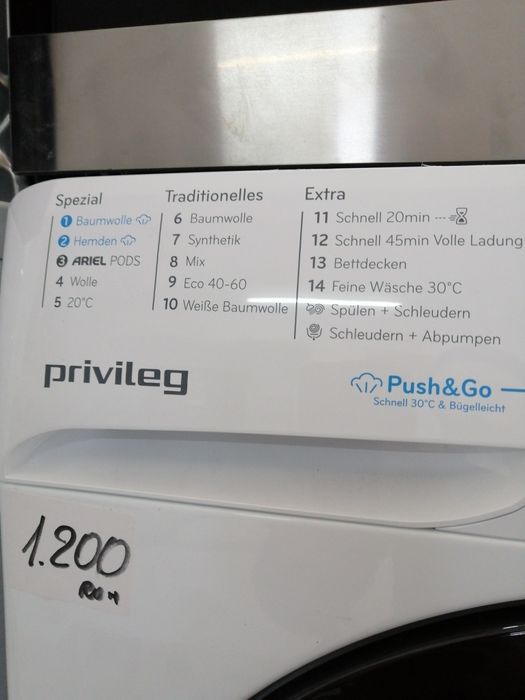 Spezial
1 Baumwolle
2 Hemden
3 ARIEL PODS
4 Wolle
5 20°C
Traditionelles
6 Baumwolle
7 Synthetik
8 Mix
9 Eco 40-60
10 Weiße Baumwolle
Extra
11 Schnell 20min
12 Schnell 45min Volle Ladung
13 Bettdecken
14 Feine Wäsche 30°C
Spülen + Schleudern
Schleudern + Abpumpen
privileg
Push&Go
Schnell 30°C & Bügelleicht
1.200
RON